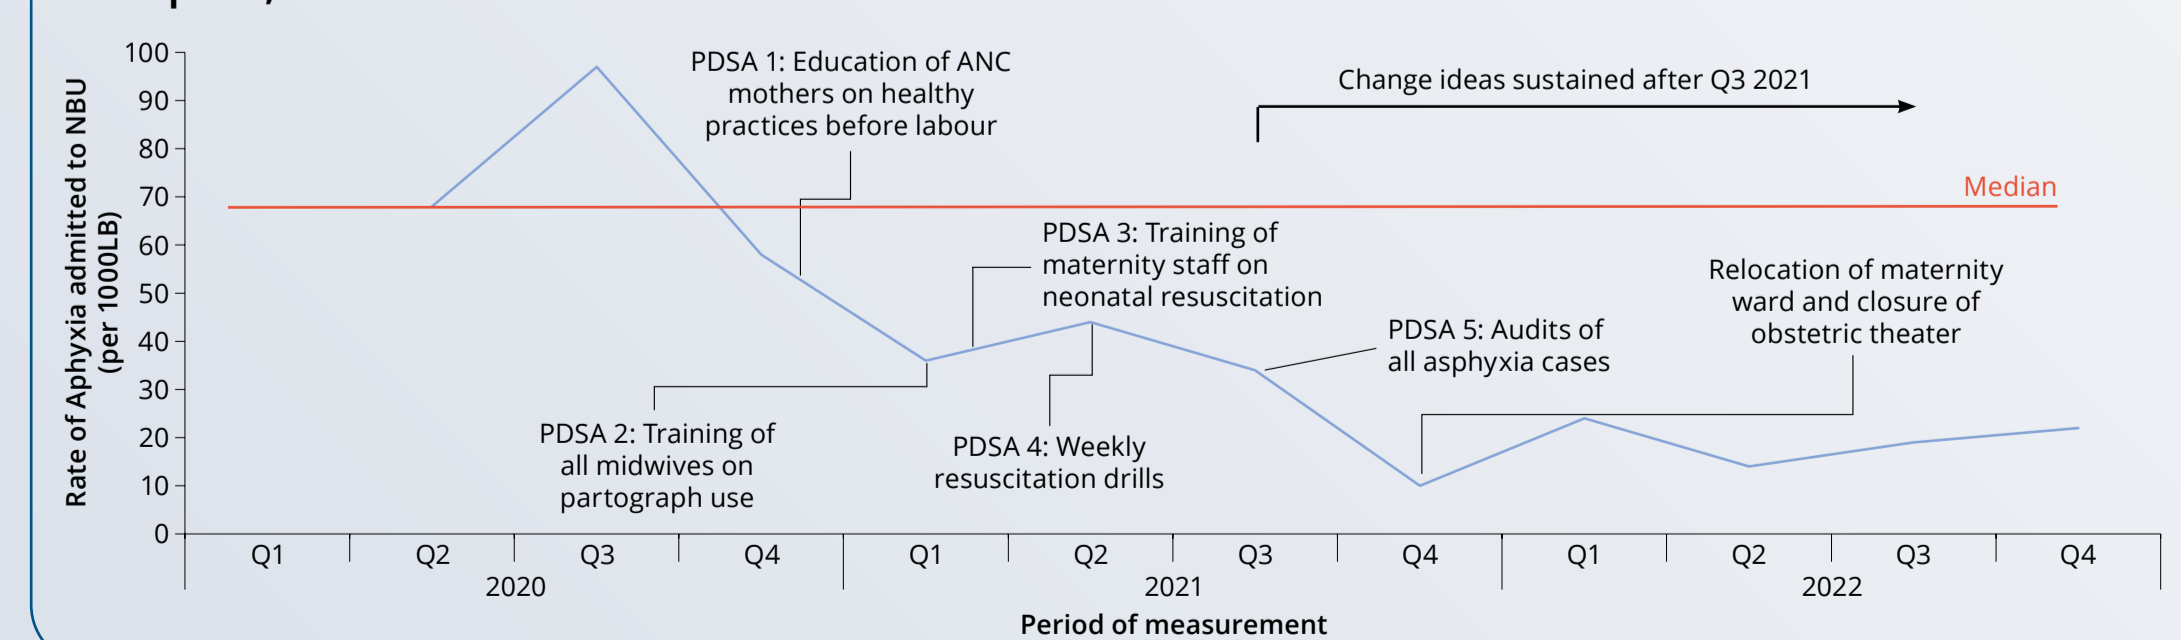 100
90
80
70
60
50
40
30
20
10
0
Rate of Aphyxia admitted to NBU
(per 1000LB)
PDSA 1: Education of ANC
mothers on healthy
practices before labour
Change ideas sustained after Q3 2021
Median
PDSA 3: Training of
maternity staff on
neonatal resuscitation
Relocation of maternity
ward and closure of
obstetric theater
PDSA 5: Audits of
all asphyxia cases
PDSA 2: Training of
all midwives on
partograph use
PDSA 4: Weekly
resuscitation drills
Q1 Q2 Q3 Q4 Q1 Q2 Q3 Q4 Q1 Q2 Q3 Q4
2020 2021 2022
Period of measurement